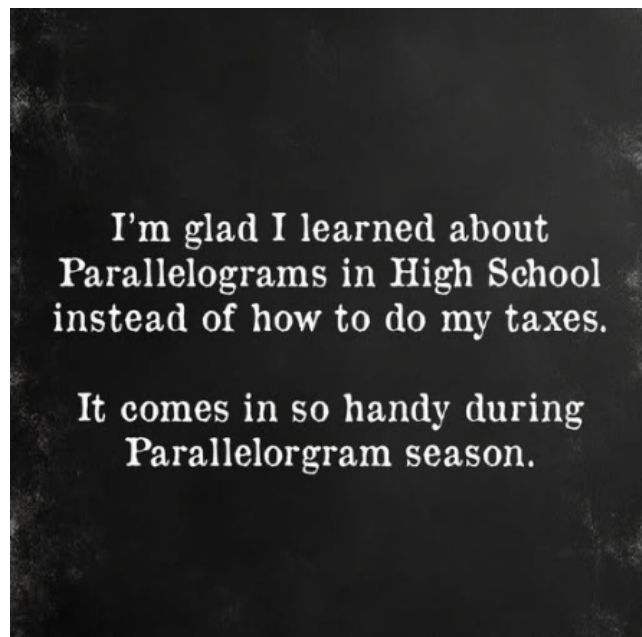 I'm glad I learned about
Parallelograms in High School
instead of how to do my taxes.
It comes in so handy during
Parallelorgram season.